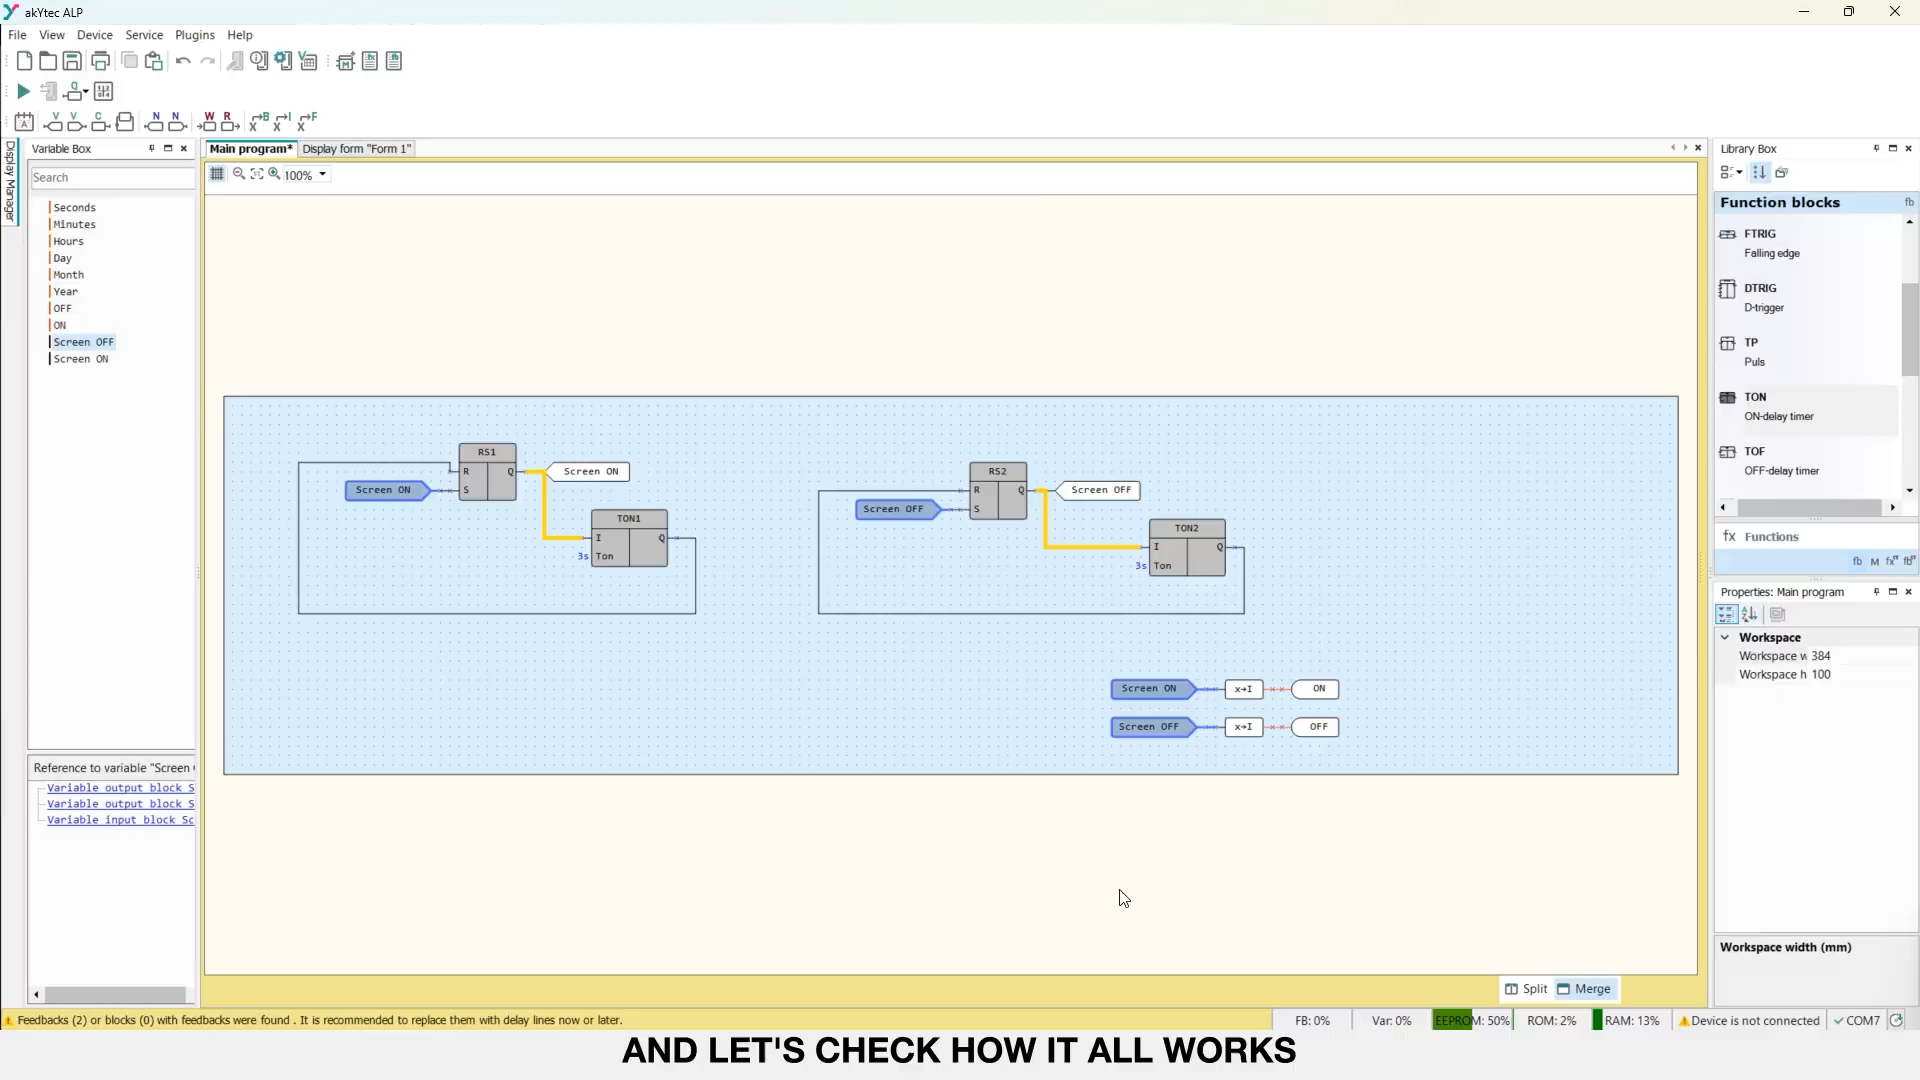 akYtec ALP
File View Device Service Plugins Help
Display Manager
Variable Box
Search
Seconds
Minutes
Hours
Day
Month
Year
OFF
ON
Screen OFF
Screen ON
Reference to variable "Screen
Variable output block S
Variable output block S
Variable input block Sc
Main program* Display form "Form 1"
100%
RS1
R Q
S
Screen ON
Screen ON
TON1
I Q
3s Ton
RS2
R Q
S
Screen OFF
Screen OFF
TON2
I Q
3s Ton
Screen ON x→I ON
Screen OFF x→I OFF
Split Merge
Library Box
Function blocks fb
FTRIG
Falling edge
DTRIG
D-trigger
TP
Puls
TON
ON-delay timer
TOF
OFF-delay timer
fx Functions
fb M
Properties: Main program
Workspace
Workspace w 384
Workspace h 100
Workspace width (mm)
Feedbacks (2) or blocks (0) with feedbacks were found . It is recommended to replace them with delay lines now or later.
FB: 0% Var: 0% EEPROM: 50% ROM: 2% RAM: 13% Device is not connected COM7
AND LET'S CHECK HOW IT ALL WORKS